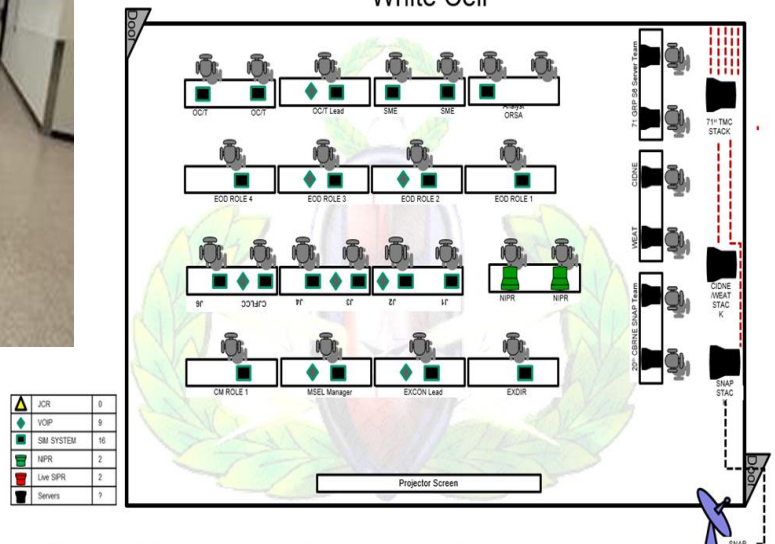 White Cell
Door
OC/T
OC/T
OC/T Lead
SME
SME
Analyst
ORSA
71 GRP S6 Server Team
71st TMC
STACK
EOD ROLE 4
EOD ROLE 3
EOD ROLE 2
EOD ROLE 1
CIDNE
WEAT
J6
CJFLCC
J4
J3
J2
J1
NIPR
NIPR
CIDNE
/WEAT
STAC
K
20th CBRNE SNAP Team
CM ROLE 1
MSEL Manager
EXCON Lead
EXDIR
SNAP
STAC
JCR 0
VOIP 9
SIM SYSTEM 16
NIPR 2
Live SIPR 2
Servers ?
Projector Screen
Door
SNAP